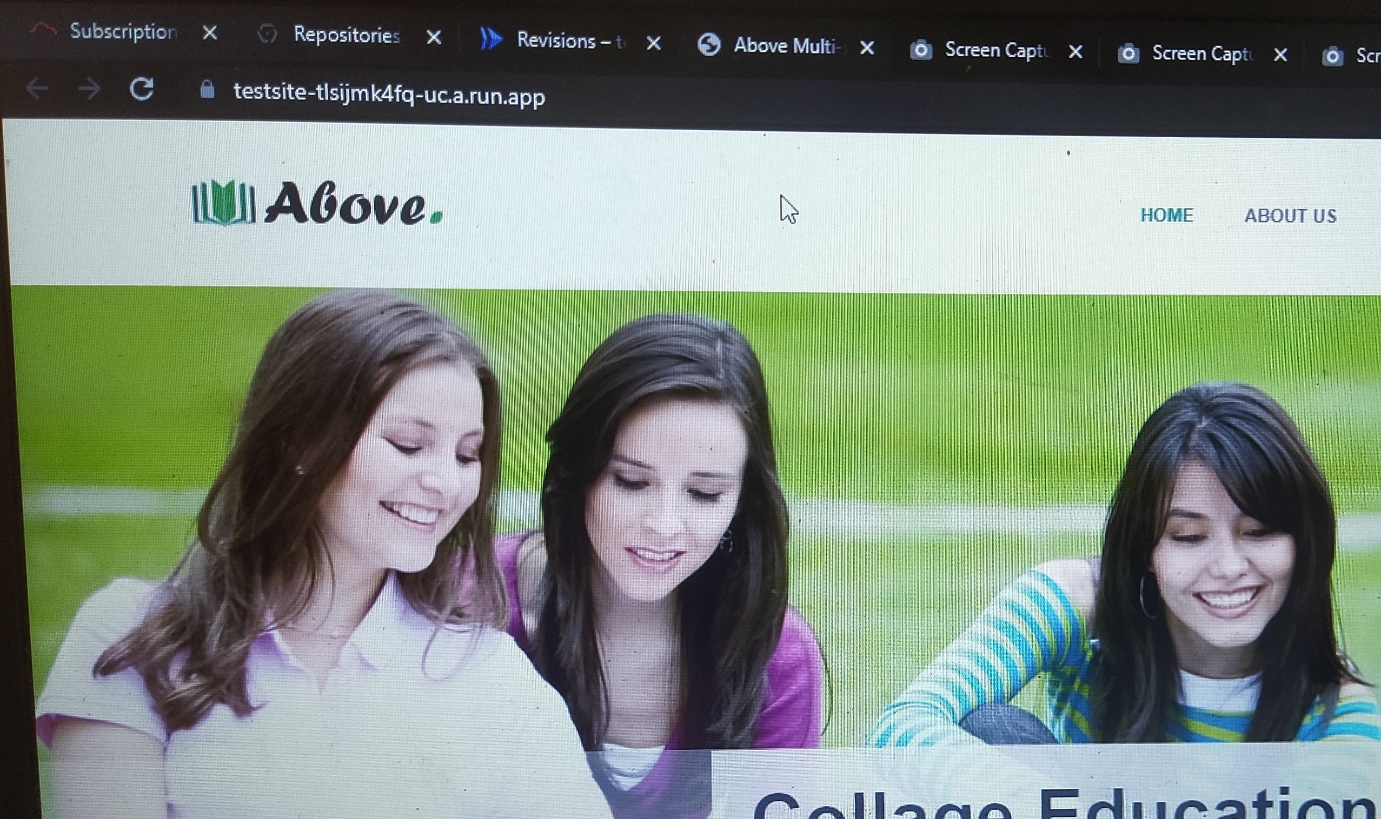 Subscription Repositories Revisions – t Above Multi- Screen Captu Screen Captu Scr
testsite-tlsijmk4fq-uc.a.run.app
Above.
HOME ABOUT US
Collage Education